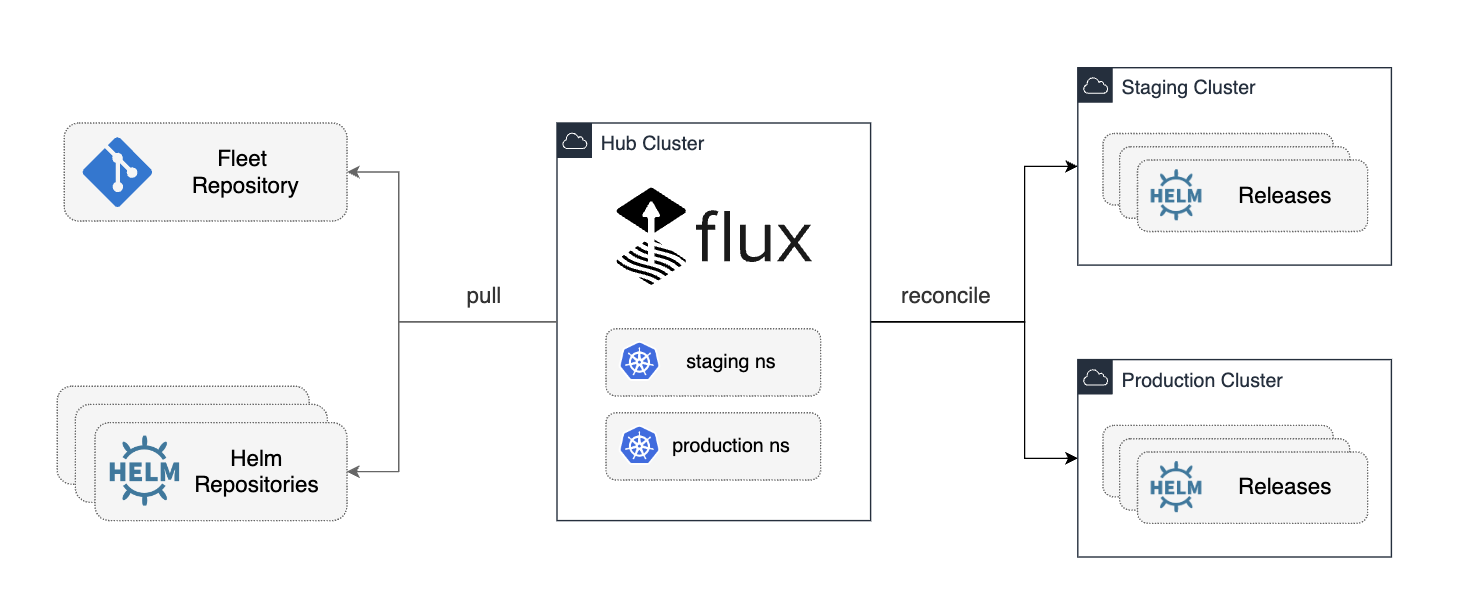 Fleet
Repository
HELM
Helm
Repositories
pull
Hub Cluster
flux
staging ns
production ns
reconcile
Staging Cluster
HELM
Releases
Production Cluster
HELM
Releases